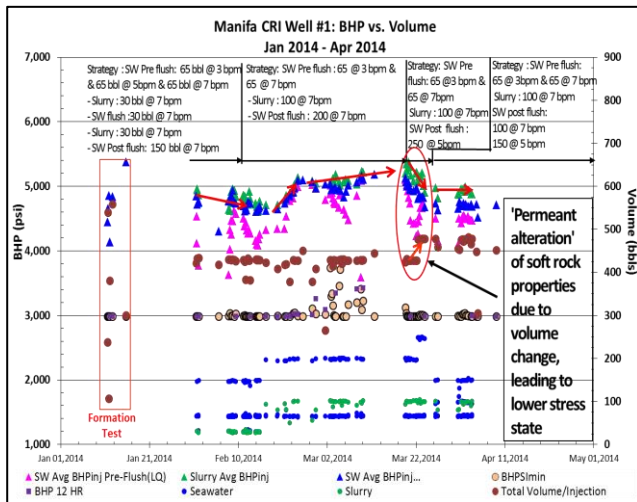 Manifa CRI Well #1: BHP vs. Volume
Jan 2014 - Apr 2014
7,000
6,000
5,000
4,000
3,000
2,000
1,000
BHP (psi)
900
800
700
600
500
400
300
200
100
0
Volume (bbls)
Strategy : SW Pre flush: 65 bbl @ 3 bpm
& 65 bbl @ 5bpm & 65 bbl @ 7 bpm
- Slurry: 30 bbl @ 7 bpm
- SW flush :30 bbl @ 7 bpm
- Slurry: 30 bbl @ 7 bpm
- SW Post flush: 150 bbl @ 7 bpm
Strategy : SW Pre flush: 65 @ 3 bpm &
65 @ 7 bpm
- Slurry: 100 @ 7bpm
- SW Post flush : 200 @ 7 bpm
Strategy : SW Pre
flush: 65 @3 bpm &
65 @ 7bpm
Slurry: 100 @ 7bpm
SW Post flush :
250 @ 5bpm
Strategy : SW Pre flush:
65 @ 3bpm & 65 @ 7 bpm
- Slurry: 100 @ 7 bpm
SW post flush:
100 @ 7 bpm
150 @ 5 bpm
'Permeant
alteration'
of soft rock
properties
due to
volume
change,
leading to
lower stress
state
Formation
Test
Jan 01,2014
Jan 21,2014
Feb 10,2014
Mar 02,2014
Mar 22,2014
Apr 11,2014
May 01,2014
SW Avg BHPinj Pre-Flush(LQ)
Slurry Avg BHPinj
SW Avg BHPinj...
BHPSImin
BHP 12 HR
Seawater
Slurry
Total Volume/Injection